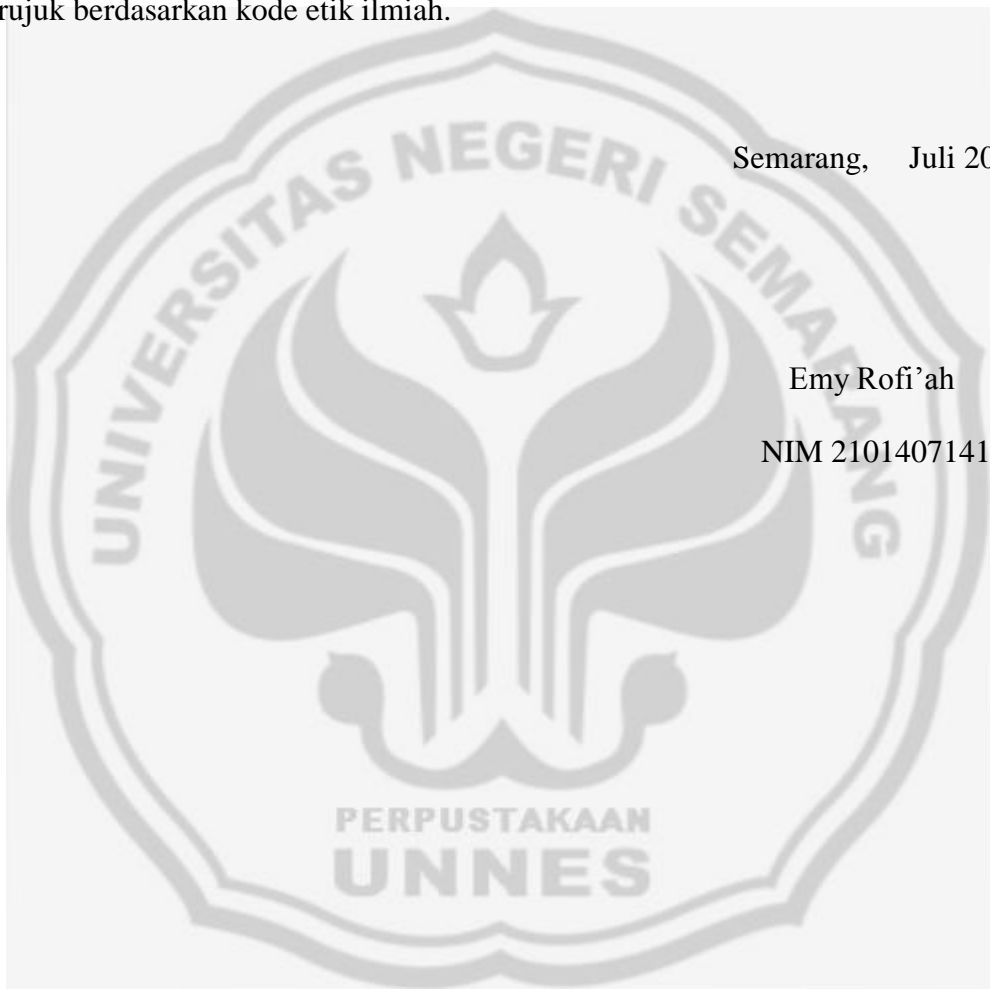 rujuk berdasarkan kode etik ilmiah.
Semarang, Juli 20
Emy Rofi’ah
NIM 2101407141
UNIVERSITAS NEGERI SEMARANG
PERPUSTAKAAN
UNNES